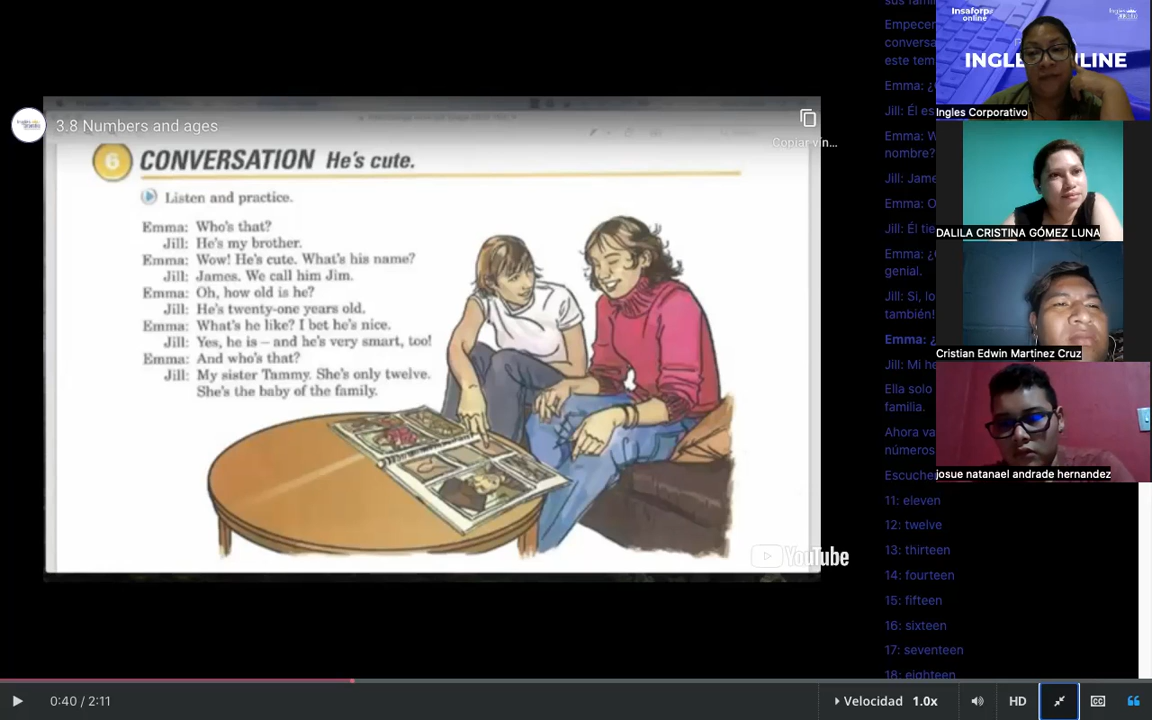 3.8 Numbers and ages
Copiar vín...
6 CONVERSATION He's cute.
Listen and practice.
Emma: Who's that?
Jill: He's my brother.
Emma: Wow! He's cute. What's his name?
Jill: James. We call him Jim.
Emma: Oh, how old is he?
Jill: He's twenty-one years old.
Emma: What's he like? I bet he's nice.
Jill: Yes, he is – and he's very smart, too!
Emma: And who's that?
Jill: My sister Tammy. She's only twelve.
She's the baby of the family.
YouTube
0:40 / 2:11
Velocidad 1.0x
HD
CC
sus fam
Empecer
conversa
este tem
Emma: ¿
Jill: Él es
Emma: W
nombre?
Jill: Jame
Emma: O
Jill: Él tie
Emma: ¿
genial.
Jill: Si, lo
también!
Emma: ¿
Jill: Mi he
Ella solo
familia.
Ahora va
números
Escuche
11: eleven
12: twelve
13: thirteen
14: fourteen
15: fifteen
16: sixteen
17: seventeen
18: eighteen
Insaforp
online
Ingles Corporativo
DALILA CRISTINA GÓMEZ LUNA
Cristian Edwin Martinez Cruz
josue natanael andrade hernandez